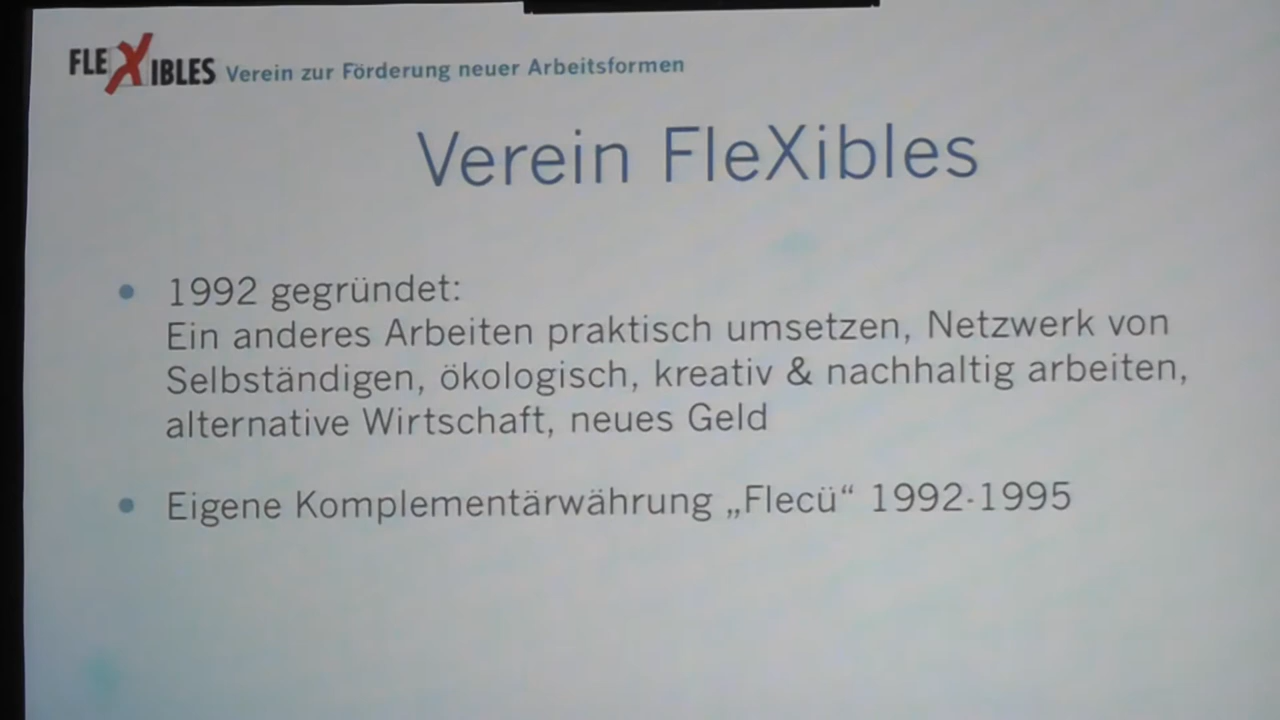 FLEXIBLES Verein zur Förderung neuer Arbeitsformen
Verein FleXibles
• 1992 gegründet:
Ein anderes Arbeiten praktisch umsetzen, Netzwerk von
Selbständigen, ökologisch, kreativ & nachhaltig arbeiten,
alternative Wirtschaft, neues Geld
• Eigene Komplementärwährung „Flecü“ 1992-1995